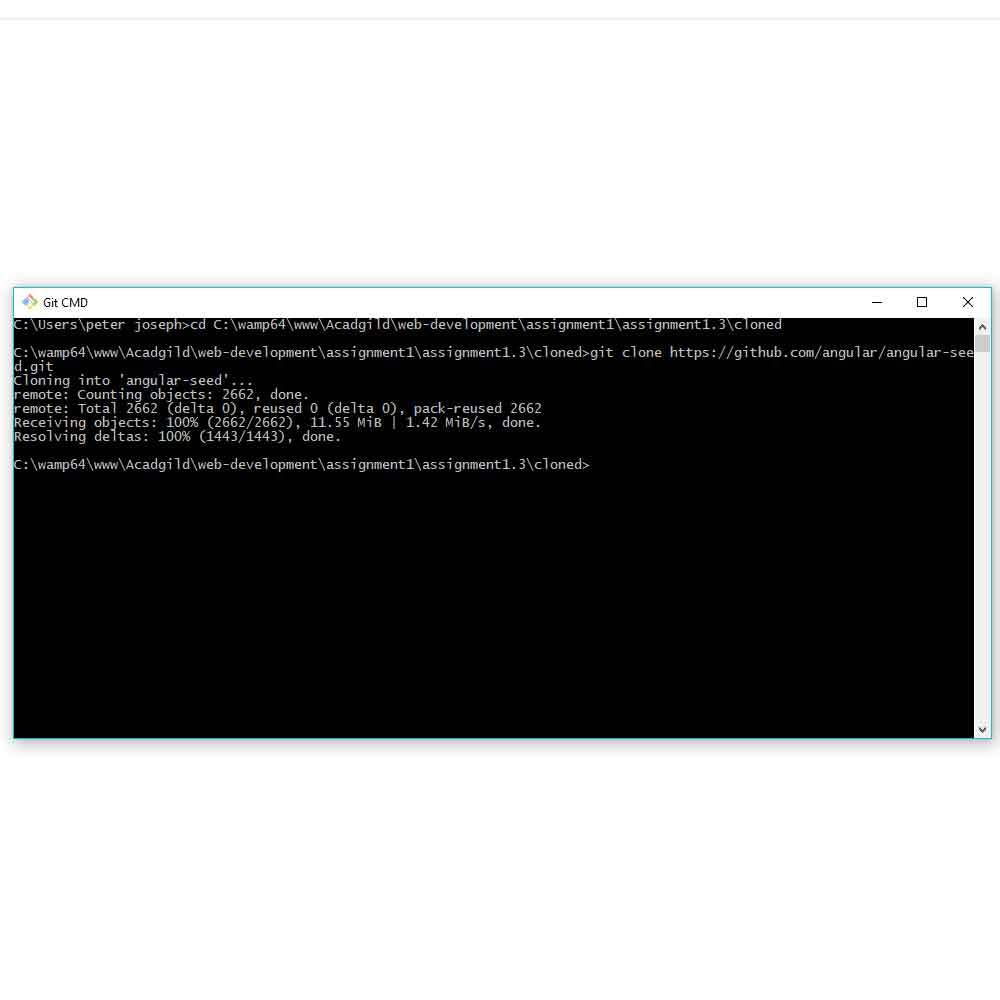 Git CMD
C:\Users\peter joseph>cd C:\wamp64\www\Acadgild\web-development\assignment1\assignment1.3\cloned
C:\wamp64\www\Acadgild\web-development\assignment1\assignment1.3\cloned>git clone https://github.com/angular/angular-see
d.git
Cloning into 'angular-seed'...
remote: Counting objects: 2662, done.
remote: Total 2662 (delta 0), reused 0 (delta 0), pack-reused 2662
Receiving objects: 100% (2662/2662), 11.55 MiB | 1.42 MiB/s, done.
Resolving deltas: 100% (1443/1443), done.
C:\wamp64\www\Acadgild\web-development\assignment1\assignment1.3\cloned>